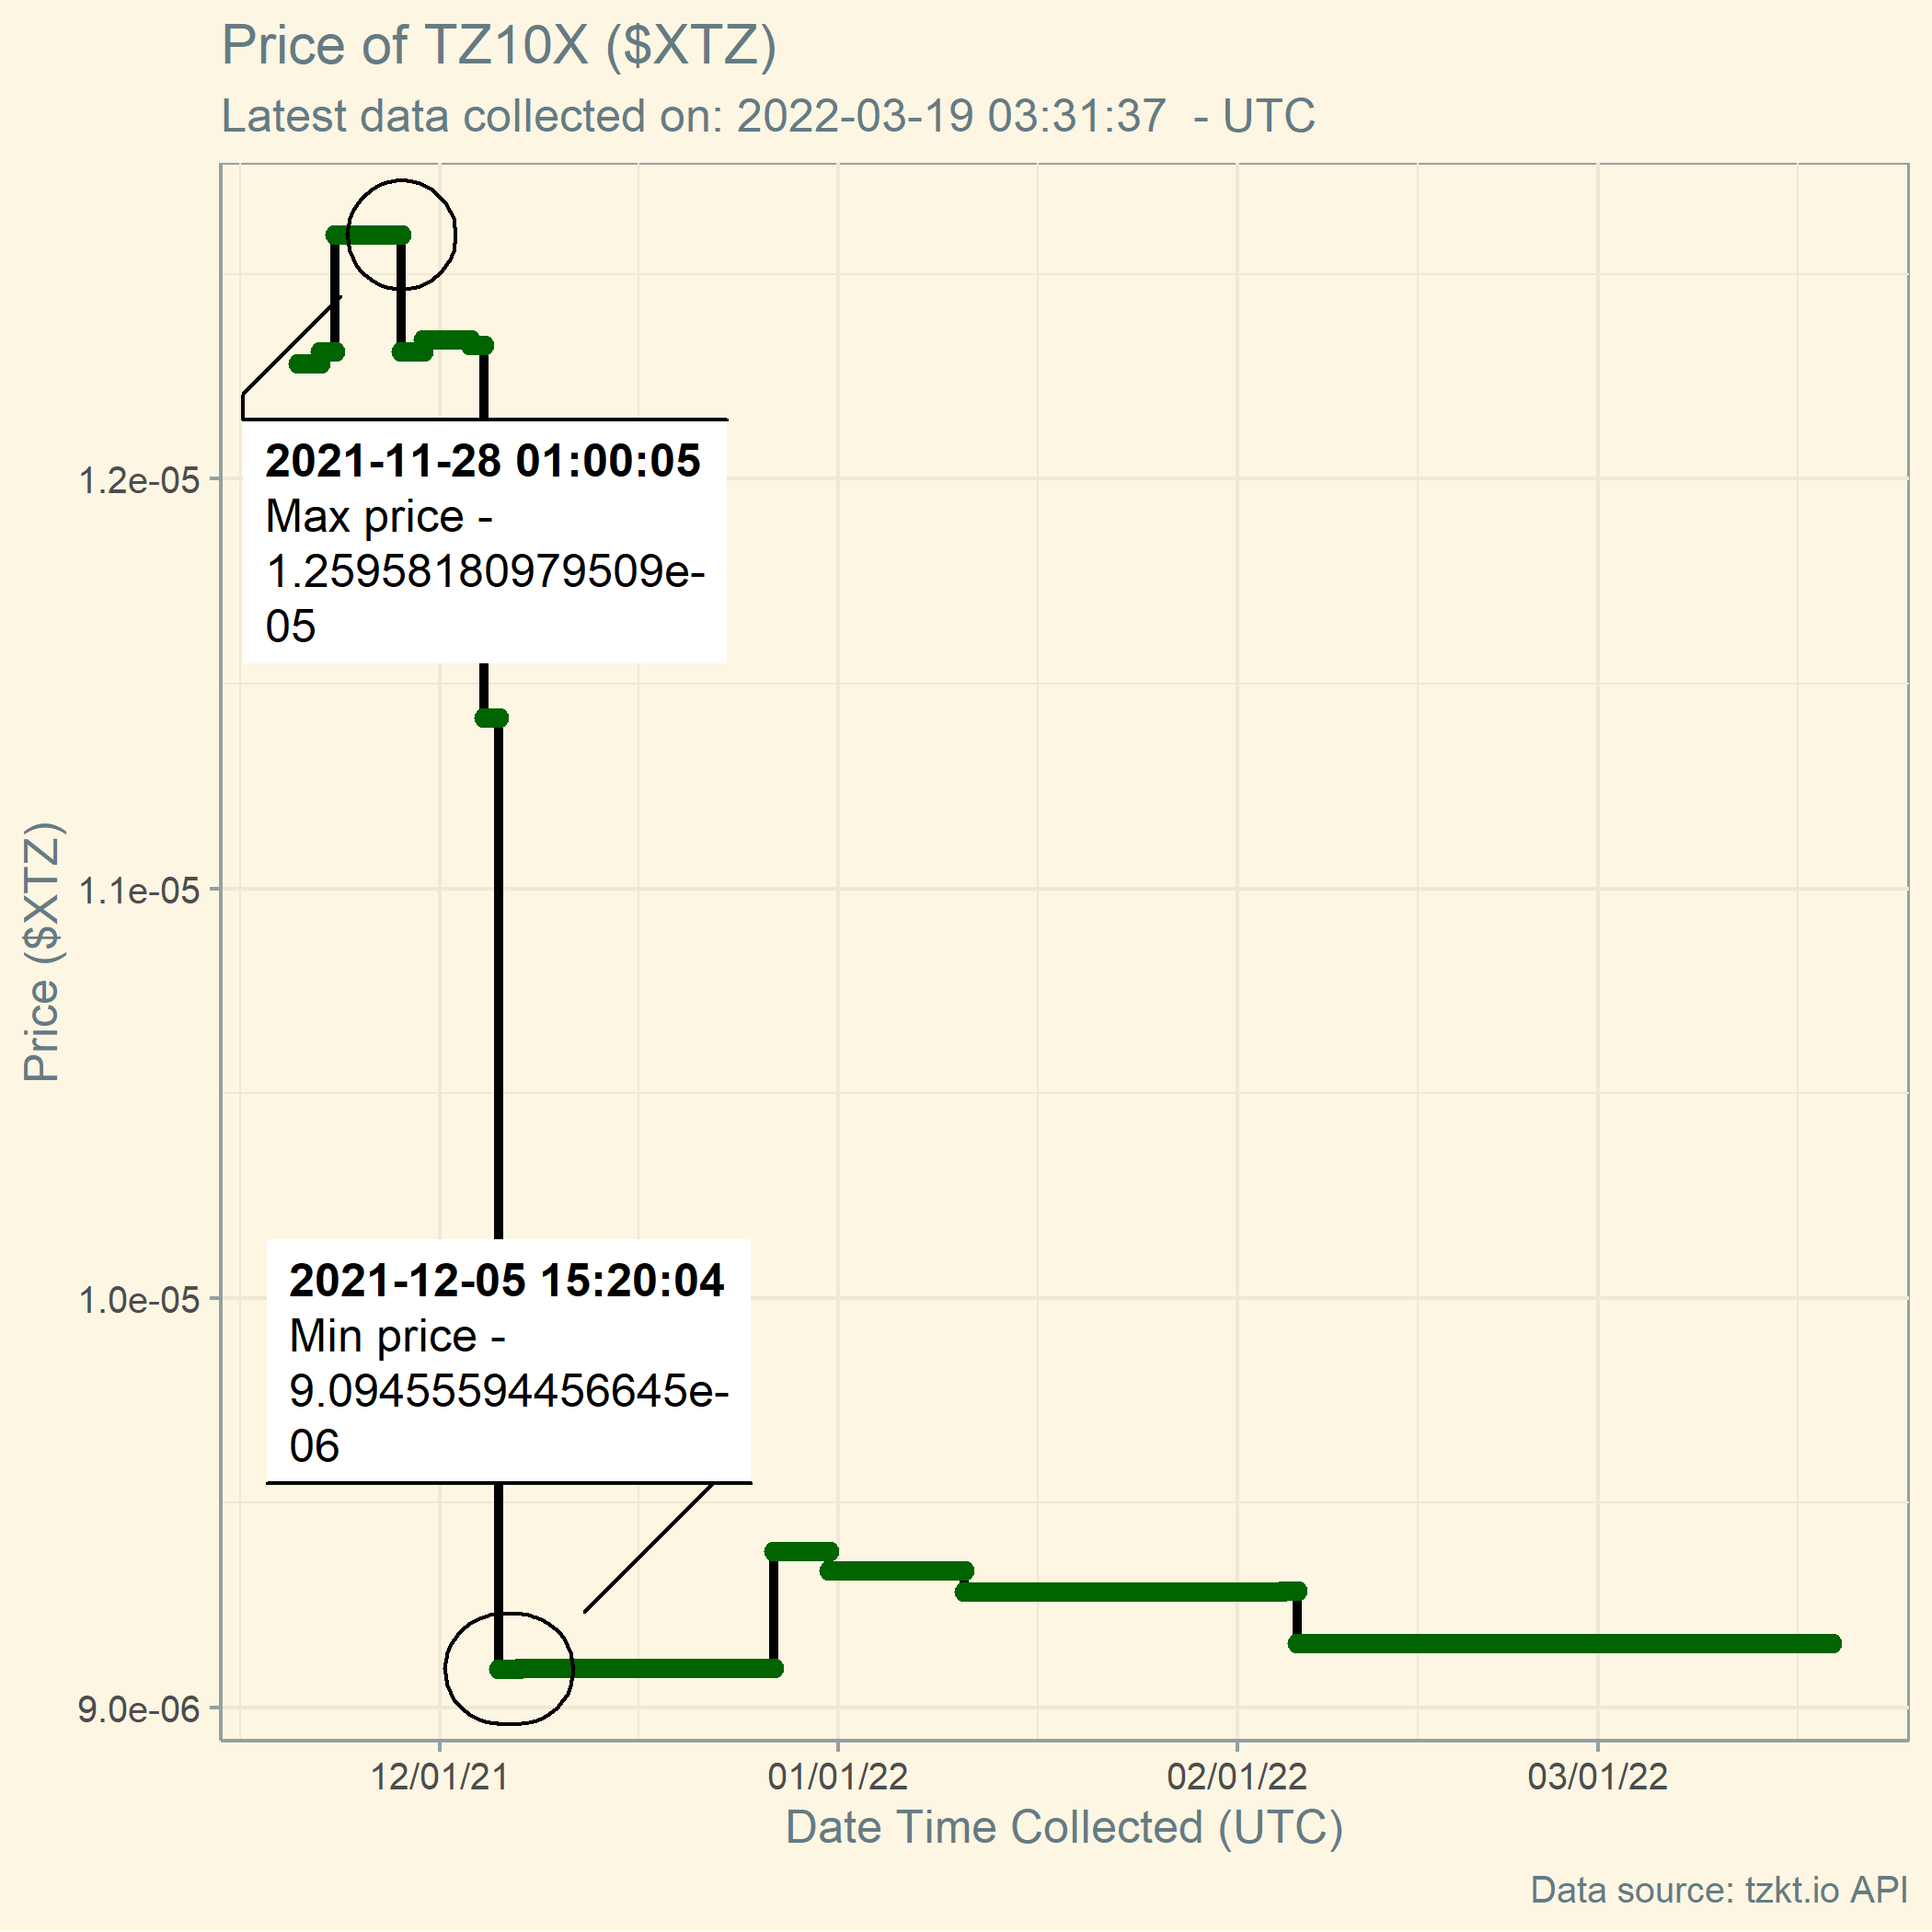 Price of TZ10X ($XTZ)
Latest data collected on: 2022-03-19 03:31:37  - UTC
2021-11-28 01:00:05
Max price -
1.25958180979509e-
05
1.2e-05
1.1e-05
Price ($XTZ)
1.0e-05
2021-12-05 15:20:04
Min price -
9.09455594456645e-
06
9.0e-06
12/01/21
01/01/22
02/01/22
03/01/22
Date Time Collected (UTC)
Data source: tzkt.io API